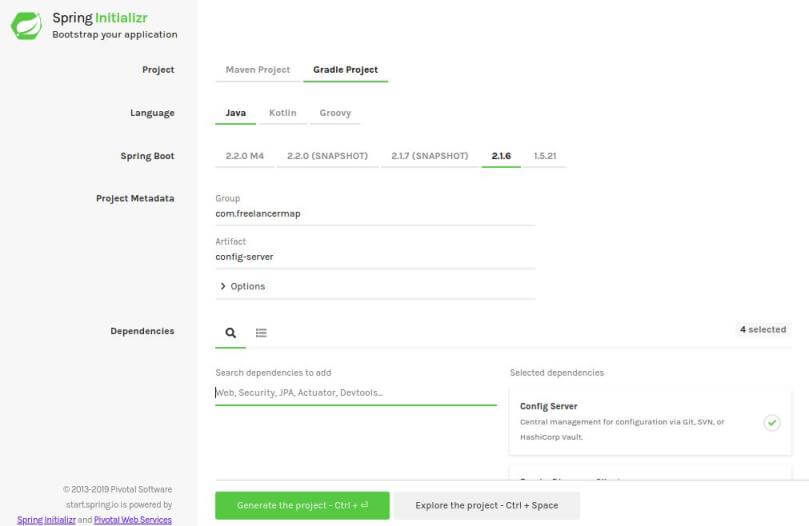 Spring Initializr
Bootstrap your application
Project
Maven Project Gradle Project
Language
Java Kotlin Groovy
Spring Boot
2.2.0 M4 2.2.0 (SNAPSHOT) 2.1.7 (SNAPSHOT) 2.1.6 1.5.21
Project Metadata
Group
com.freelancermap
Artifact
config-server
Options
Dependencies
4 selected
Search dependencies to add
Web, Security, JPA, Actuator, Devtools...
Selected dependencies
Config Server
Central management for configuration via Git, SVN, or
HashiCorp Vault.
© 2013-2019 Pivotal Software
start.spring.io is powered by
Spring Initializr and Pivotal Web Services
Generate the project - Ctrl + ⏎
Explore the project - Ctrl + Space